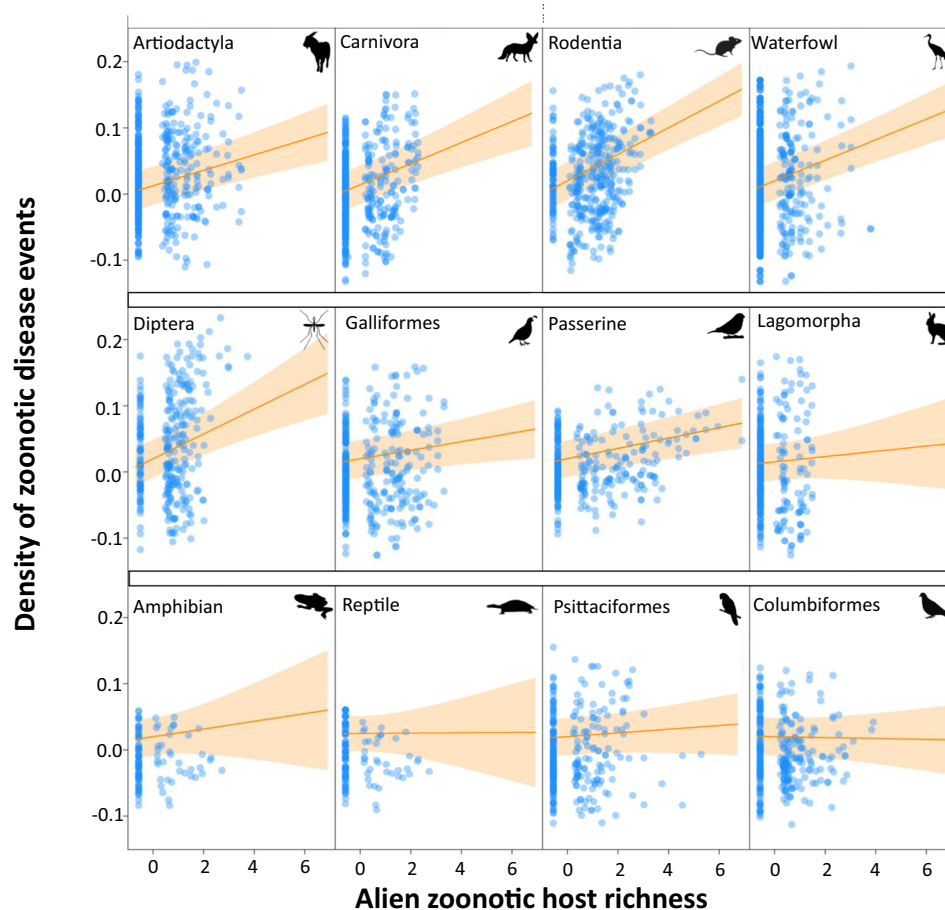 Density of zoonotic disease events
Artiodactyla Carnivora Rodentia Waterfowl
0.2
0.1
0.0
-0.1
Diptera Galliformes Passerine Lagomorpha
0.2
0.1
0.0
-0.1
Amphibian Reptile Psittaciformes Columbiformes
0.2
0.1
0.0
-0.1
0 2 4 6 0 2 4 6 0 2 4 6 0 2 4 6
Alien zoonotic host richness